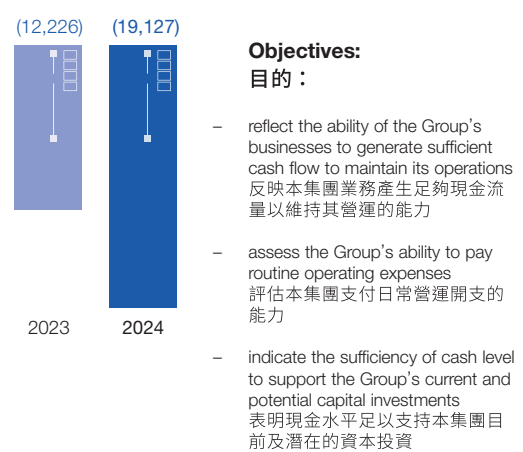 (12,226)
(19,127)
2023
2024
Objectives:
目的：
– reflect the ability of the Group's
businesses to generate sufficient
cash flow to maintain its operations
反映本集團業務產生足夠現金流
量以維持其營運的能力
– assess the Group's ability to pay
routine operating expenses
評估本集團支付日常營運開支的
能力
– indicate the sufficiency of cash level
to support the Group's current and
potential capital investments
表明現金水平足以支持本集團目
前及潛在的資本投資